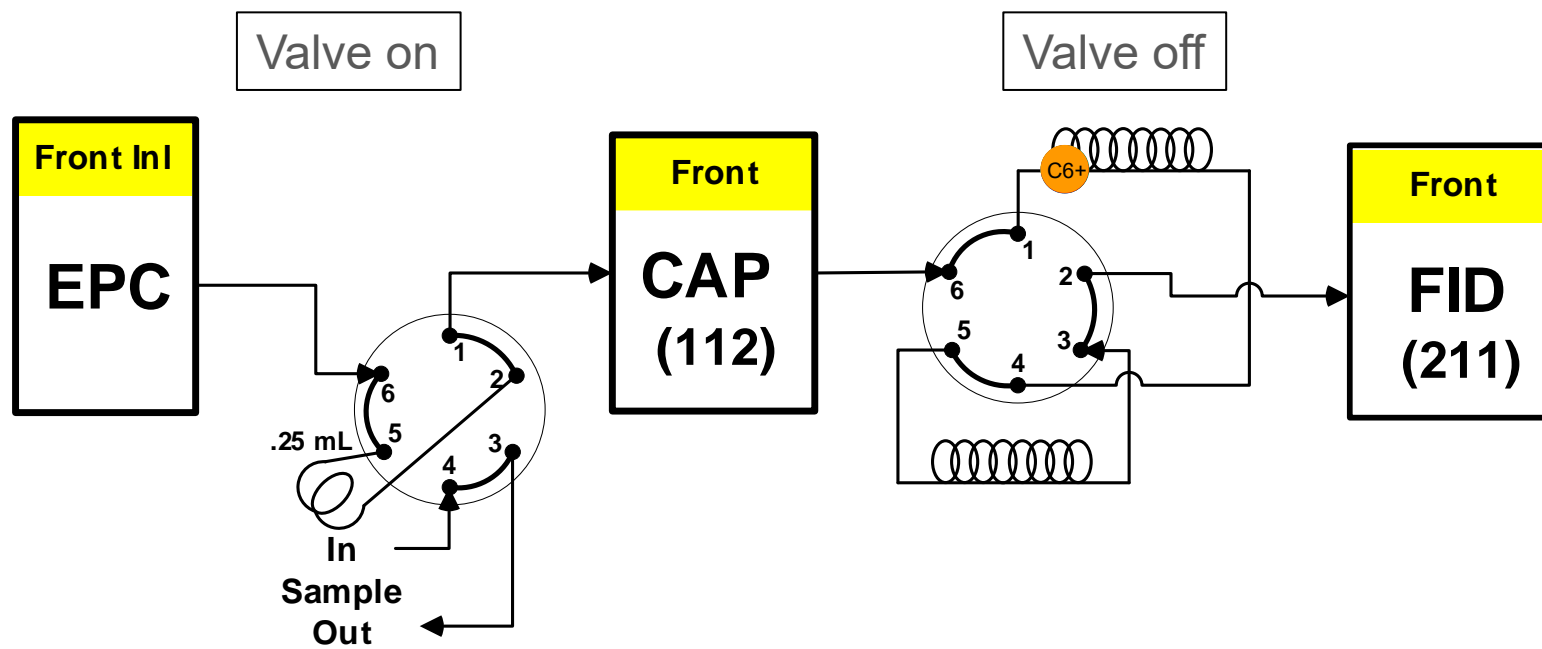 Valve on
Valve off
Front Inl
EPC
Front
CAP
(112)
Front
FID
(211)
C6+
1
2
3
4
5
6
.25 mL
In
Sample
Out
1
2
3
4
5
6